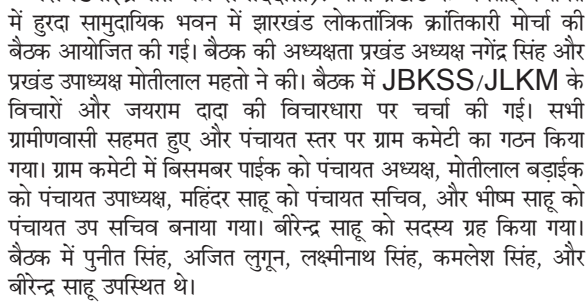 में हुरदा सामुदायिक भवन में झारखंड लोकतांत्रिक क्रांतिकारी मोर्चा की
बैठक आयोजित की गई। बैठक की अध्यक्षता प्रखंड अध्यक्ष नगेंद्र सिंह और
प्रखंड उपाध्यक्ष मोतीलाल महतो ने की। बैठक में JBKSS/JLKM के
विचारों और जयराम दादा की विचारधारा पर चर्चा की गई। सभी
ग्रामीणवासी सहमत हुए और पंचायत स्तर पर ग्राम कमेटी का गठन किया
गया। ग्राम कमेटी में बिसमबर पाईक को पंचायत अध्यक्ष, मोतीलाल बड़ाईक
को पंचायत उपाध्यक्ष, महिंदर साहू को पंचायत सचिव, और भीष्म साहू को
पंचायत उप सचिव बनाया गया। बीरेन्द्र साहू को सदस्य ग्रह किया गया।
बैठक में पुनीत सिंह, अजित लुगून, लक्ष्मीनाथ सिंह, कमलेश सिंह, और
बीरेन्द्र साहू उपस्थित थे।